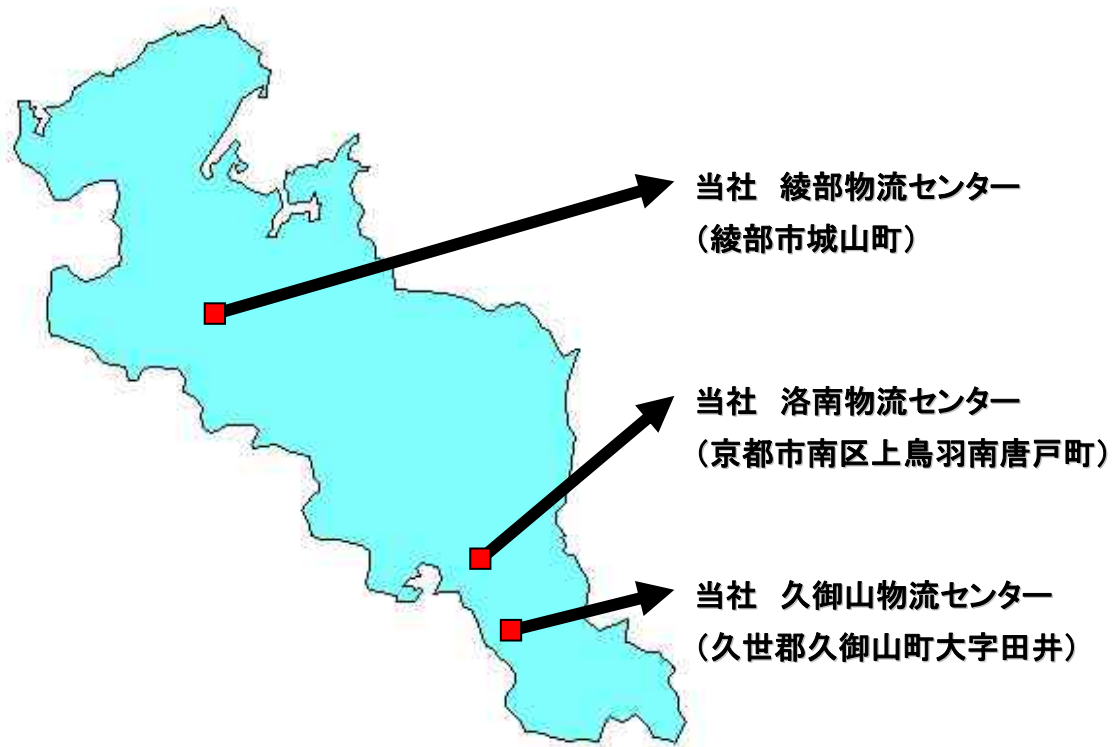 当社　綾部物流センター
（綾部市城山町）
当社　洛南物流センター
（京都市南区上鳥羽南唐戸町）
当社　久御山物流センター
（久世郡久御山町大字田井）